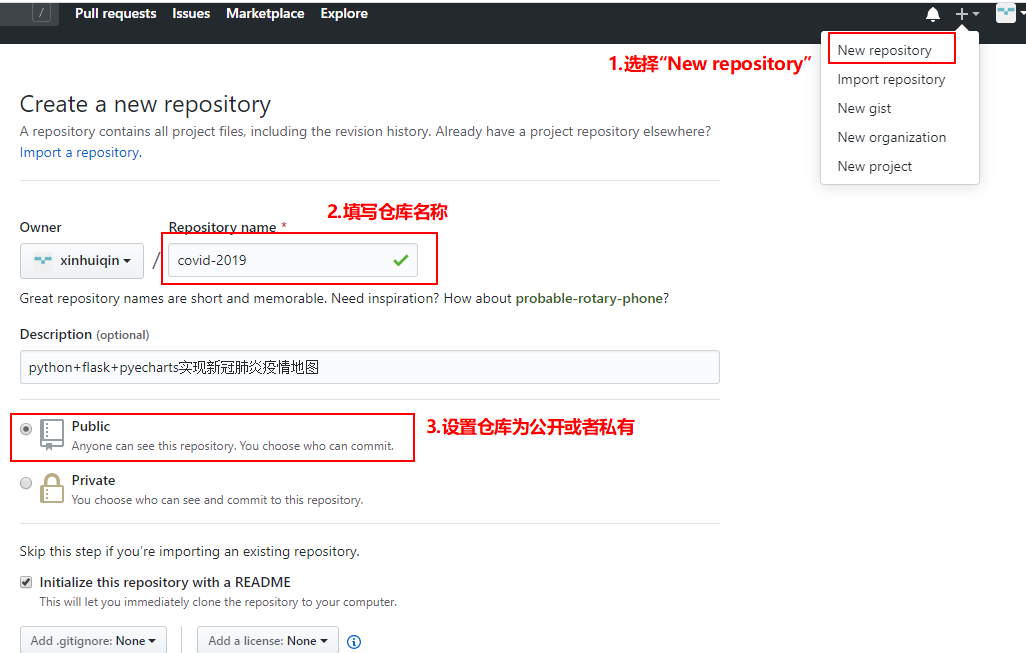 / Pull requests Issues Marketplace Explore
1.选择“New repository”
New repository
Import repository
New gist
New organization
New project
Create a new repository
A repository contains all project files, including the revision history. Already have a project repository elsewhere?
Import a repository.
2.填写仓库名称
Owner Repository name *
xinhuiqin / covid-2019
Great repository names are short and memorable. Need inspiration? How about probable-rotary-phone?
Description (optional)
python+flask+pyecharts实现新冠肺炎疫情地图
Public
Anyone can see this repository. You choose who can commit.
3.设置仓库为公开或者私有
Private
You choose who can see and commit to this repository.
Skip this step if you’re importing an existing repository.
Initialize this repository with a README
This will let you immediately clone the repository to your computer.
Add .gitignore: None Add a license: None